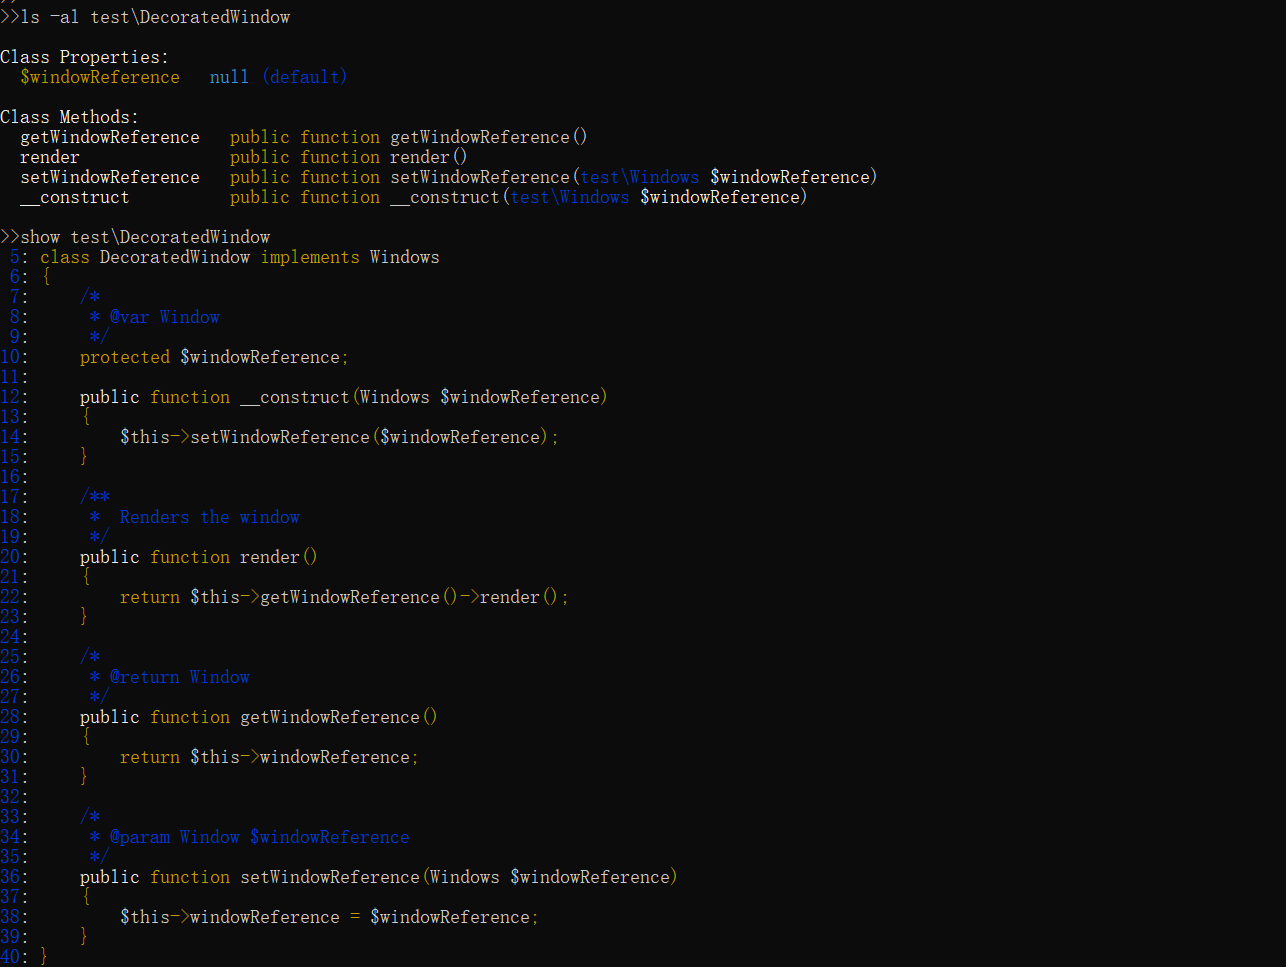 >>ls -al test\DecoratedWindow
Class Properties:
  $windowReference   null (default)
Class Methods:
  getWindowReference   public function getWindowReference()
  render               public function render()
  setWindowReference   public function setWindowReference(test\Windows $windowReference)
  __construct          public function __construct(test\Windows $windowReference)
>>show test\DecoratedWindow
 5: class DecoratedWindow implements Windows
 6: {
 7:     /*
 8:      * @var Window
 9:      */
10:     protected $windowReference;
11:
12:     public function __construct(Windows $windowReference)
13:     {
14:         $this->setWindowReference($windowReference);
15:     }
16:
17:     /**
18:      *  Renders the window
19:      */
20:     public function render()
21:     {
22:         return $this->getWindowReference()->render();
23:     }
24:
25:     /*
26:      * @return Window
27:      */
28:     public function getWindowReference()
29:     {
30:         return $this->windowReference;
31:     }
32:
33:     /*
34:      * @param Window $windowReference
35:      */
36:     public function setWindowReference(Windows $windowReference)
37:     {
38:         $this->windowReference = $windowReference;
39:     }
40: }